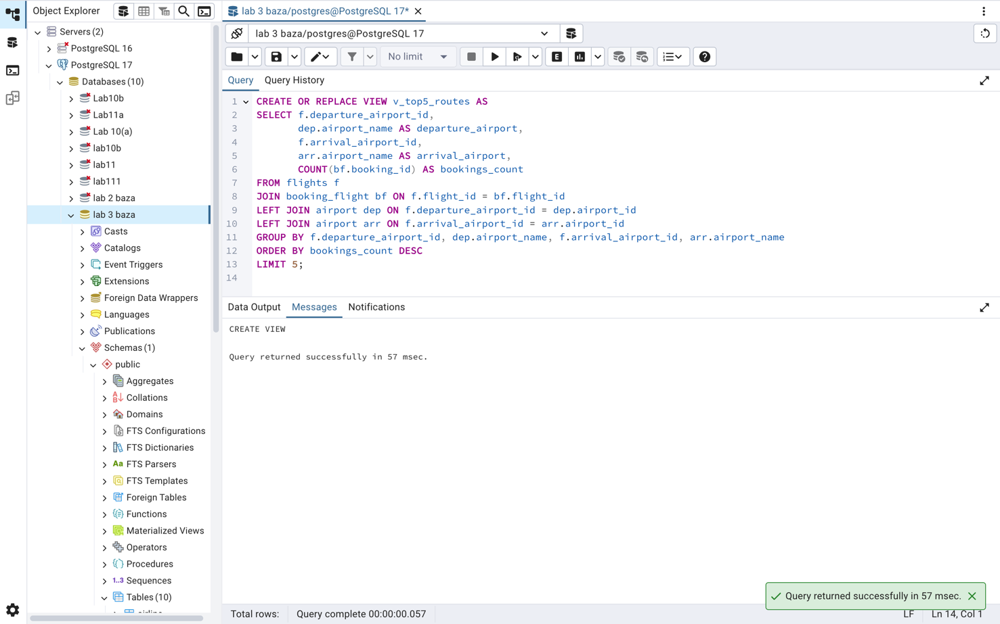 Object Explorer
lab 3 baza/postgres@PostgreSQL 17*
Servers (2)
PostgreSQL 16
PostgreSQL 17
Databases (10)
Lab10b
Lab11a
Lab 10(a)
lab10b
lab11
lab111
lab 2 baza
lab 3 baza
Casts
Catalogs
Event Triggers
Extensions
Foreign Data Wrappers
Languages
Publications
Schemas (1)
public
Aggregates
Collations
Domains
FTS Configurations
FTS Dictionaries
Aa FTS Parsers
FTS Templates
Foreign Tables
Functions
Materialized Views
Operators
Procedures
1..3 Sequences
Tables (10)
airline
lab 3 baza/postgres@PostgreSQL 17
No limit
E
Query Query History
1 CREATE OR REPLACE VIEW v_top5_routes AS
2 SELECT f.departure_airport_id,
3 dep.airport_name AS departure_airport,
4 f.arrival_airport_id,
5 arr.airport_name AS arrival_airport,
6 COUNT(bf.booking_id) AS bookings_count
7 FROM flights f
8 JOIN booking_flight bf ON f.flight_id = bf.flight_id
9 LEFT JOIN airport dep ON f.departure_airport_id = dep.airport_id
10 LEFT JOIN airport arr ON f.arrival_airport_id = arr.airport_id
11 GROUP BY f.departure_airport_id, dep.airport_name, f.arrival_airport_id, arr.airport_name
12 ORDER BY bookings_count DESC
13 LIMIT 5;
14
Data Output Messages Notifications
CREATE VIEW
Query returned successfully in 57 msec.
Query returned successfully in 57 msec.
Total rows: Query complete 00:00:00.057 LF Ln 14, Col 1